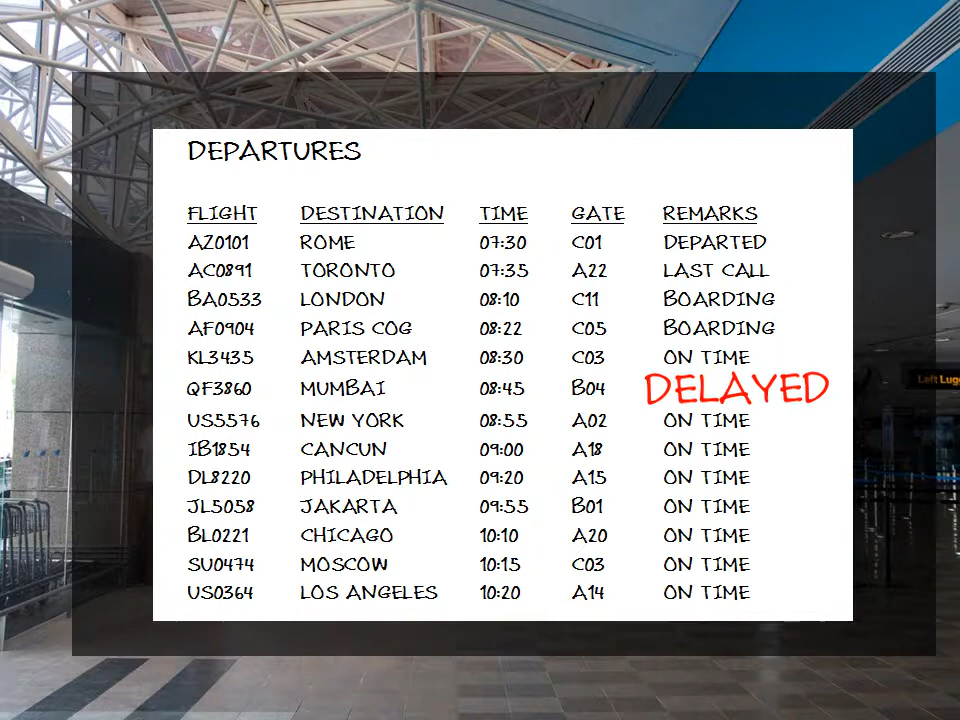 DEPARTURES
FLIGHT DESTINATION TIME GATE REMARKS
AZ0101 ROME 07:30 C01 DEPARTED
AC0891 TORONTO 07:35 A22 LAST CALL
BA0533 LONDON 08:10 C11 BOARDING
AF0904 PARIS CGG 08:22 C05 BOARDING
KL3435 AMSTERDAM 08:30 C03 ON TIME
QF3860 MUMBAI 08:45 B04 DELAYED
US5576 NEW YORK 08:55 A02 ON TIME
IB1854 CANCUN 09:00 A18 ON TIME
DL8220 PHILADELPHIA 09:20 A15 ON TIME
JL5058 JAKARTA 09:55 B01 ON TIME
BL0221 CHICAGO 10:10 A20 ON TIME
SU0474 MOSCOW 10:15 C03 ON TIME
US0364 LOS ANGELES 10:20 A14 ON TIME
Left Lugg